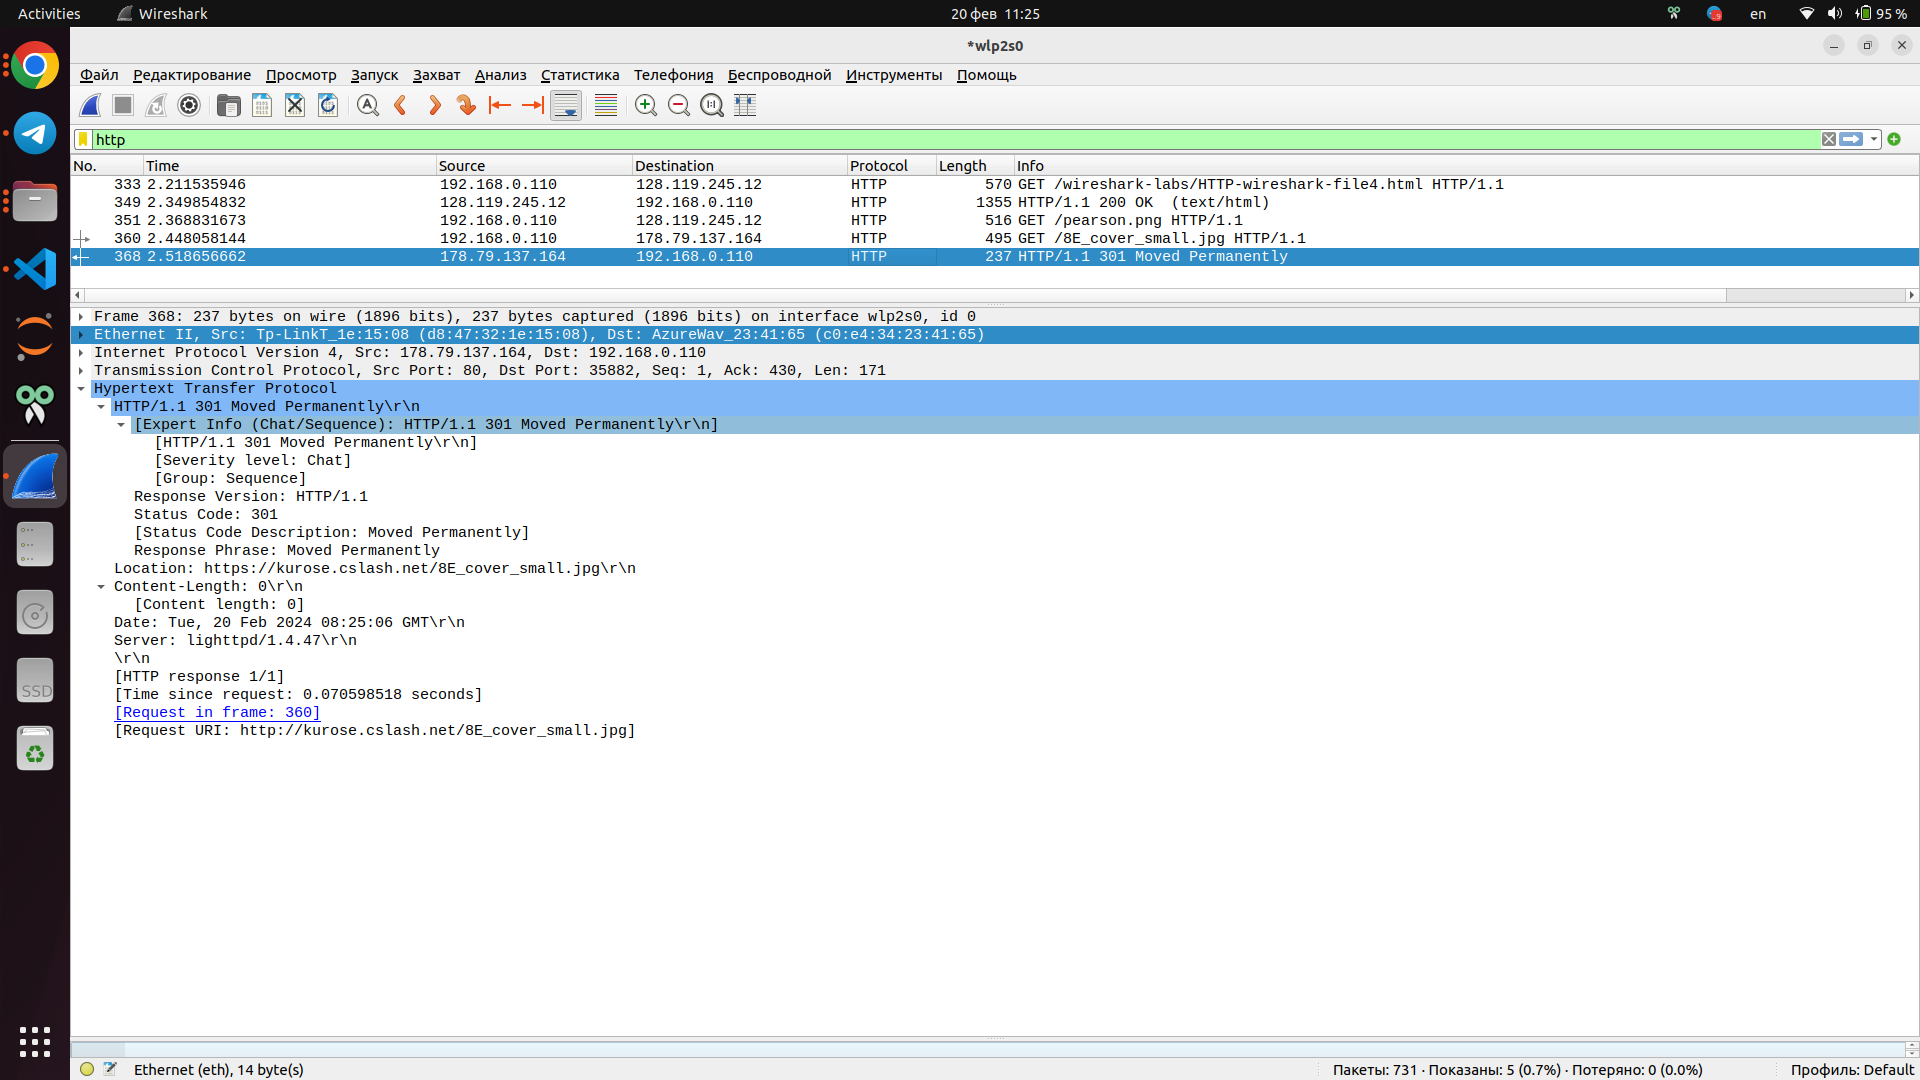 Activities Wireshark 20 фев 11:25 en 95 %
*wlp2s0
Файл Редактирование Просмотр Запуск Захват Анализ Статистика Телефония Беспроводной Инструменты Помощь
http
No. Time Source Destination Protocol Length Info
333 2.211535946 192.168.0.110 128.119.245.12 HTTP 570 GET /wireshark-labs/HTTP-wireshark-file4.html HTTP/1.1
349 2.349854832 128.119.245.12 192.168.0.110 HTTP 1355 HTTP/1.1 200 OK  (text/html)
351 2.368831673 192.168.0.110 128.119.245.12 HTTP 516 GET /pearson.png HTTP/1.1
360 2.448058144 192.168.0.110 178.79.137.164 HTTP 495 GET /8E_cover_small.jpg HTTP/1.1
368 2.518656662 178.79.137.164 192.168.0.110 HTTP 237 HTTP/1.1 301 Moved Permanently
Frame 368: 237 bytes on wire (1896 bits), 237 bytes captured (1896 bits) on interface wlp2s0, id 0
Ethernet II, Src: Tp-LinkT_1e:15:08 (d8:47:32:1e:15:08), Dst: AzureWav_23:41:65 (c0:e4:34:23:41:65)
Internet Protocol Version 4, Src: 178.79.137.164, Dst: 192.168.0.110
Transmission Control Protocol, Src Port: 80, Dst Port: 35882, Seq: 1, Ack: 430, Len: 171
Hypertext Transfer Protocol
HTTP/1.1 301 Moved Permanently\r\n
[Expert Info (Chat/Sequence): HTTP/1.1 301 Moved Permanently\r\n]
[HTTP/1.1 301 Moved Permanently\r\n]
[Severity level: Chat]
[Group: Sequence]
Response Version: HTTP/1.1
Status Code: 301
[Status Code Description: Moved Permanently]
Response Phrase: Moved Permanently
Location: https://kurose.cslash.net/8E_cover_small.jpg\r\n
Content-Length: 0\r\n
[Content length: 0]
Date: Tue, 20 Feb 2024 08:25:06 GMT\r\n
Server: lighttpd/1.4.47\r\n
\r\n
[HTTP response 1/1]
[Time since request: 0.070598518 seconds]
[Request in frame: 360]
[Request URI: http://kurose.cslash.net/8E_cover_small.jpg]
SSD
Ethernet (eth), 14 byte(s) Пакеты: 731 · Показаны: 5 (0.7%) · Потеряно: 0 (0.0%) Профиль: Default